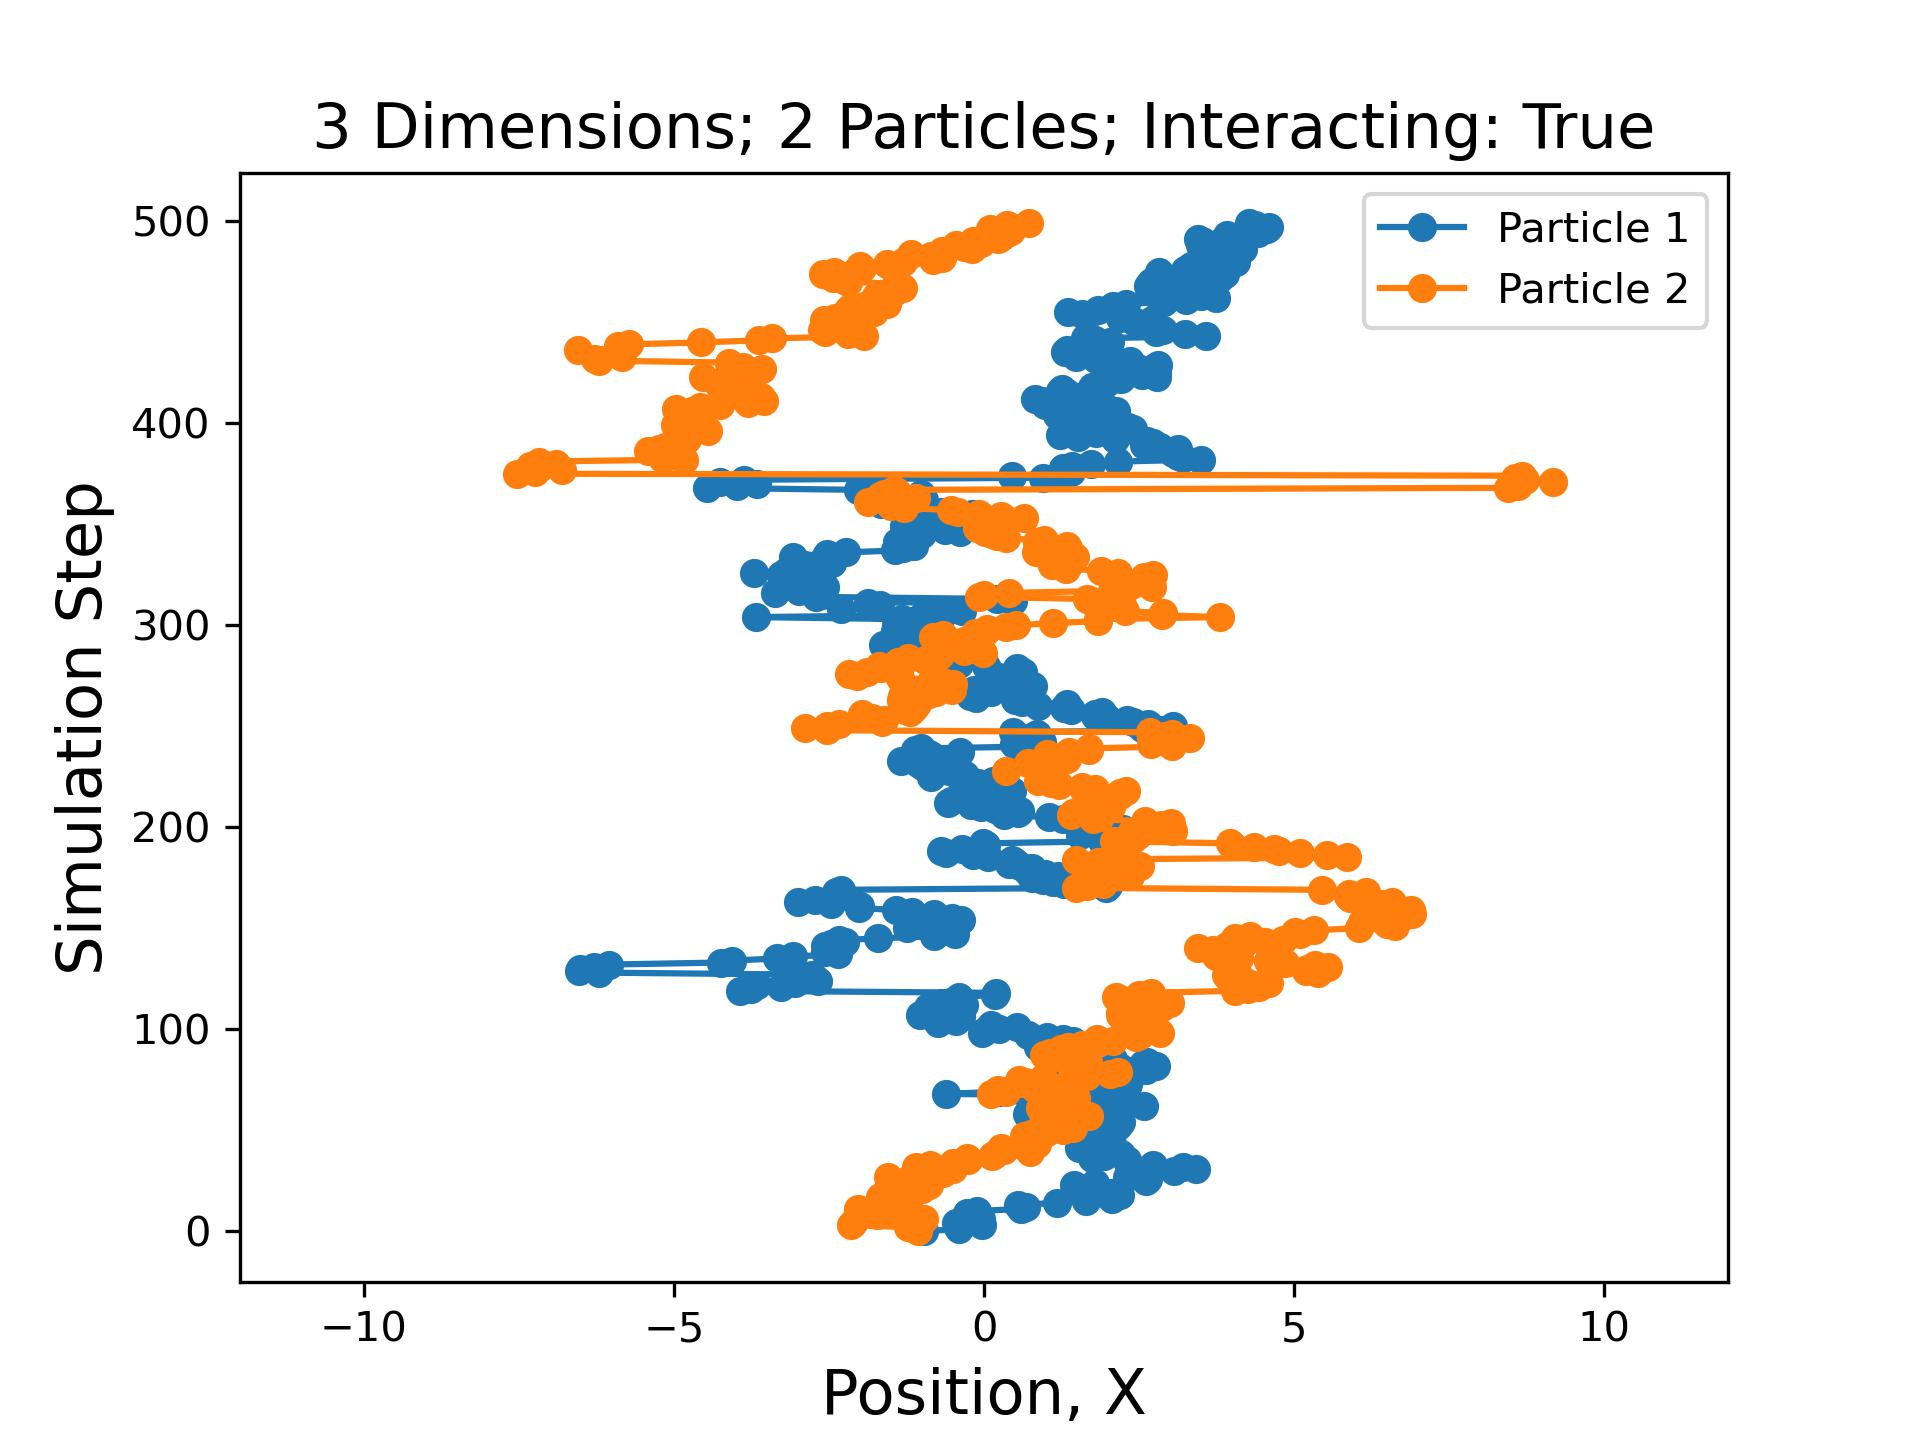 3 Dimensions; 2 Particles; Interacting: True
Particle 1
Particle 2
Simulation Step
500
400
300
200
100
0
−10
−5
0
5
10
Position, X